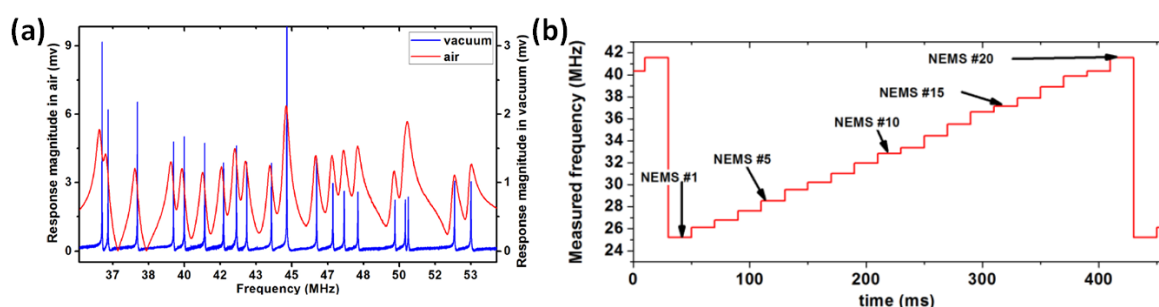 (a)
Response magnitude in air (mv)
9
6
3
0
vacuum
air
3
2
1
0
Response magnitude in vacuum (mv)
37 38 40 42 43 45 47 48 50 52 53
Frequency (MHz)
(b)
Measured frequency (MHz)
42
40
38
36
34
32
30
28
26
24
NEMS #20
NEMS #15
NEMS #10
NEMS #5
NEMS #1
0 100 200 300 400
time (ms)